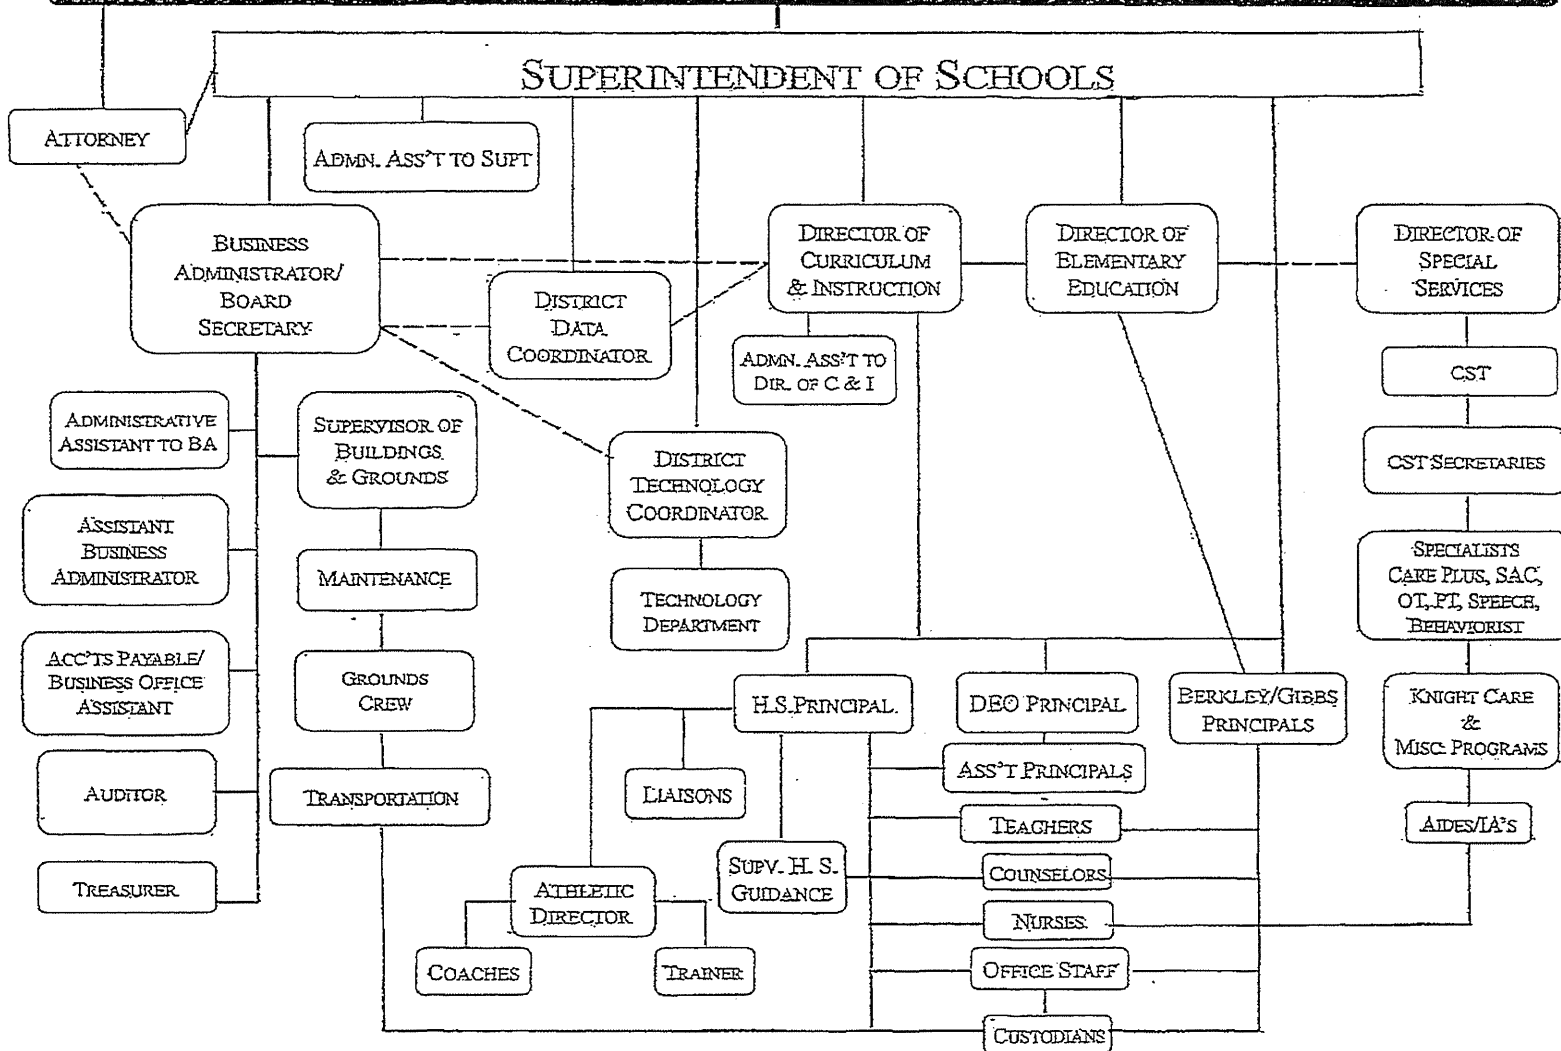 SUPERINTENDENT OF SCHOOLS
ATTORNEY
ADMN. ASS'T TO SUPT
BUSINESS
ADMINISTRATOR/
BOARD
SECRETARY
DISTRICT
DATA
COORDINATOR
DIRECTOR OF
CURRICULUM
& INSTRUCTION
DIRECTOR OF
ELEMENTARY
EDUCATION
DIRECTOR OF
SPECIAL
SERVICES
ADMN. ASS'T TO
DIR. OF C & I
CST
ADMINISTRATIVE
ASSISTANT TO BA
SUPERVISOR OF
BUILDINGS
& GROUNDS
DISTRICT
TECHNOLOGY
COORDINATOR
CST SECRETARIES
ASSISTANT
BUSINESS
ADMINISTRATOR
MAINTENANCE
TECHNOLOGY
DEPARTMENT
SPECIALISTS
CARE PLUS, SAC,
OT, PT, SPEECH,
BEHAVIORIST
ACC'TS PAYABLE/
BUSINESS OFFICE
ASSISTANT
GROUNDS
CREW
H.S. PRINCIPAL
DEO PRINCIPAL
BERKLEY/GIBBS
PRINCIPALS
KNIGHT CARE
&
MISC. PROGRAMS
AUDITOR
TRANSPORTATION
LIAISONS
ASS'T PRINCIPALS
TEACHERS
AIDES/IA'S
TREASURER
ATHLETIC
DIRECTOR
SUPV. H. S.
GUIDANCE
COUNSELORS
NURSES
COACHES
TRAINER
OFFICE STAFF
CUSTODIANS